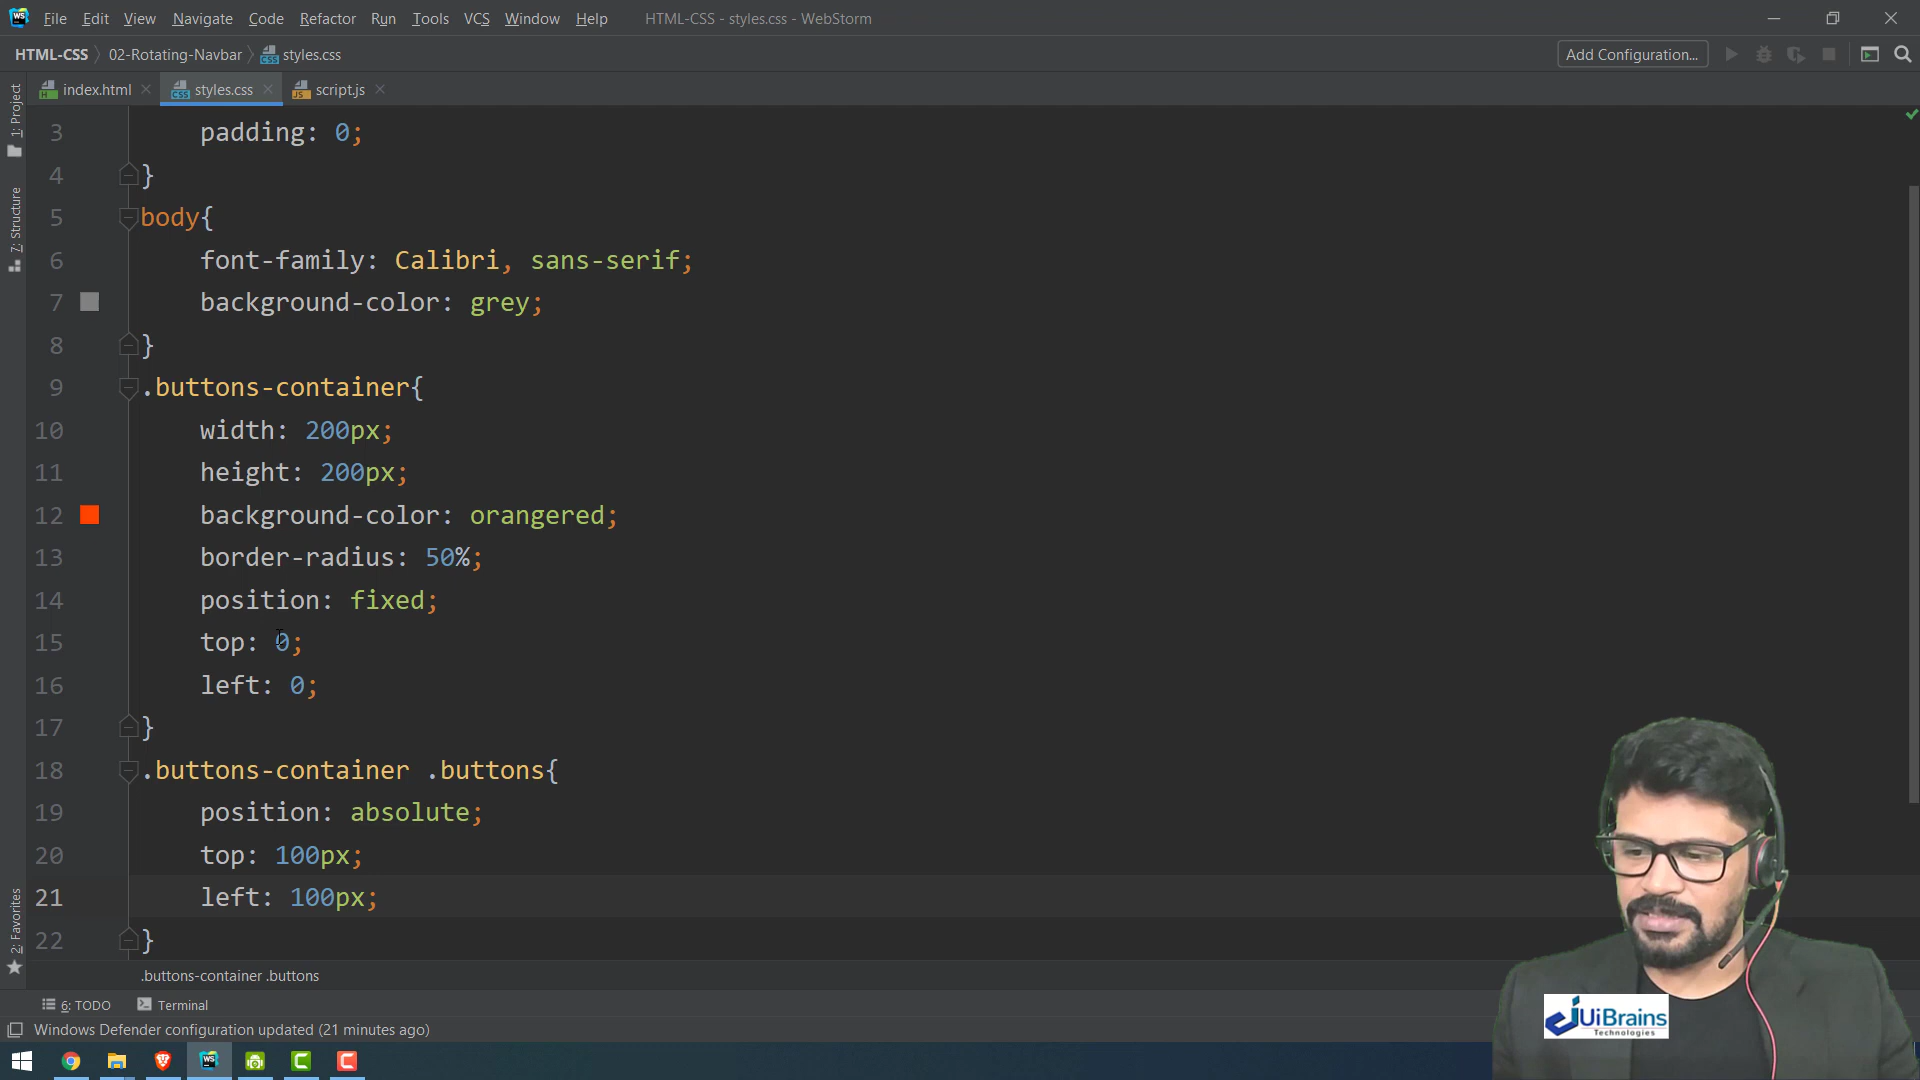 File Edit View Navigate Code Refactor Run Tools VCS Window Help HTML-CSS - styles.css - WebStorm
HTML-CSS 02-Rotating-Navbar styles.css Add Configuration...
index.html styles.css script.js
1: Project
7: Structure
2: Favorites
3 padding: 0;
4 }
5 body{
6 font-family: Calibri, sans-serif;
7 background-color: grey;
8 }
9 .buttons-container{
10 width: 200px;
11 height: 200px;
12 background-color: orangered;
13 border-radius: 50%;
14 position: fixed;
15 top: 0;
16 left: 0;
17 }
18 .buttons-container .buttons{
19 position: absolute;
20 top: 100px;
21 left: 100px;
22 }
.buttons-container .buttons
6: TODO Terminal
Windows Defender configuration updated (21 minutes ago)
UiBrains
Technologies